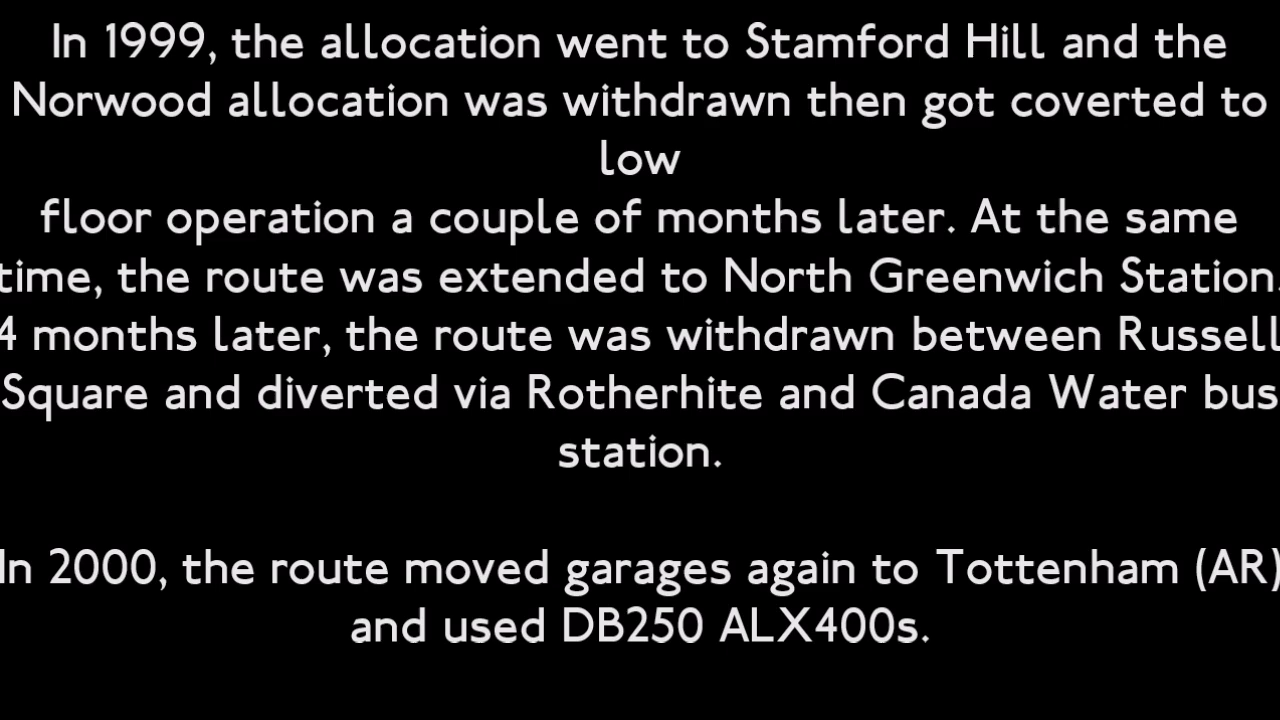 In 1999, the allocation went to Stamford Hill and the
Norwood allocation was withdrawn then got coverted to
low
floor operation a couple of months later. At the same
time, the route was extended to North Greenwich Station.
4 months later, the route was withdrawn between Russell
Square and diverted via Rotherhite and Canada Water bus
station.
In 2000, the route moved garages again to Tottenham (AR)
and used DB250 ALX400s.